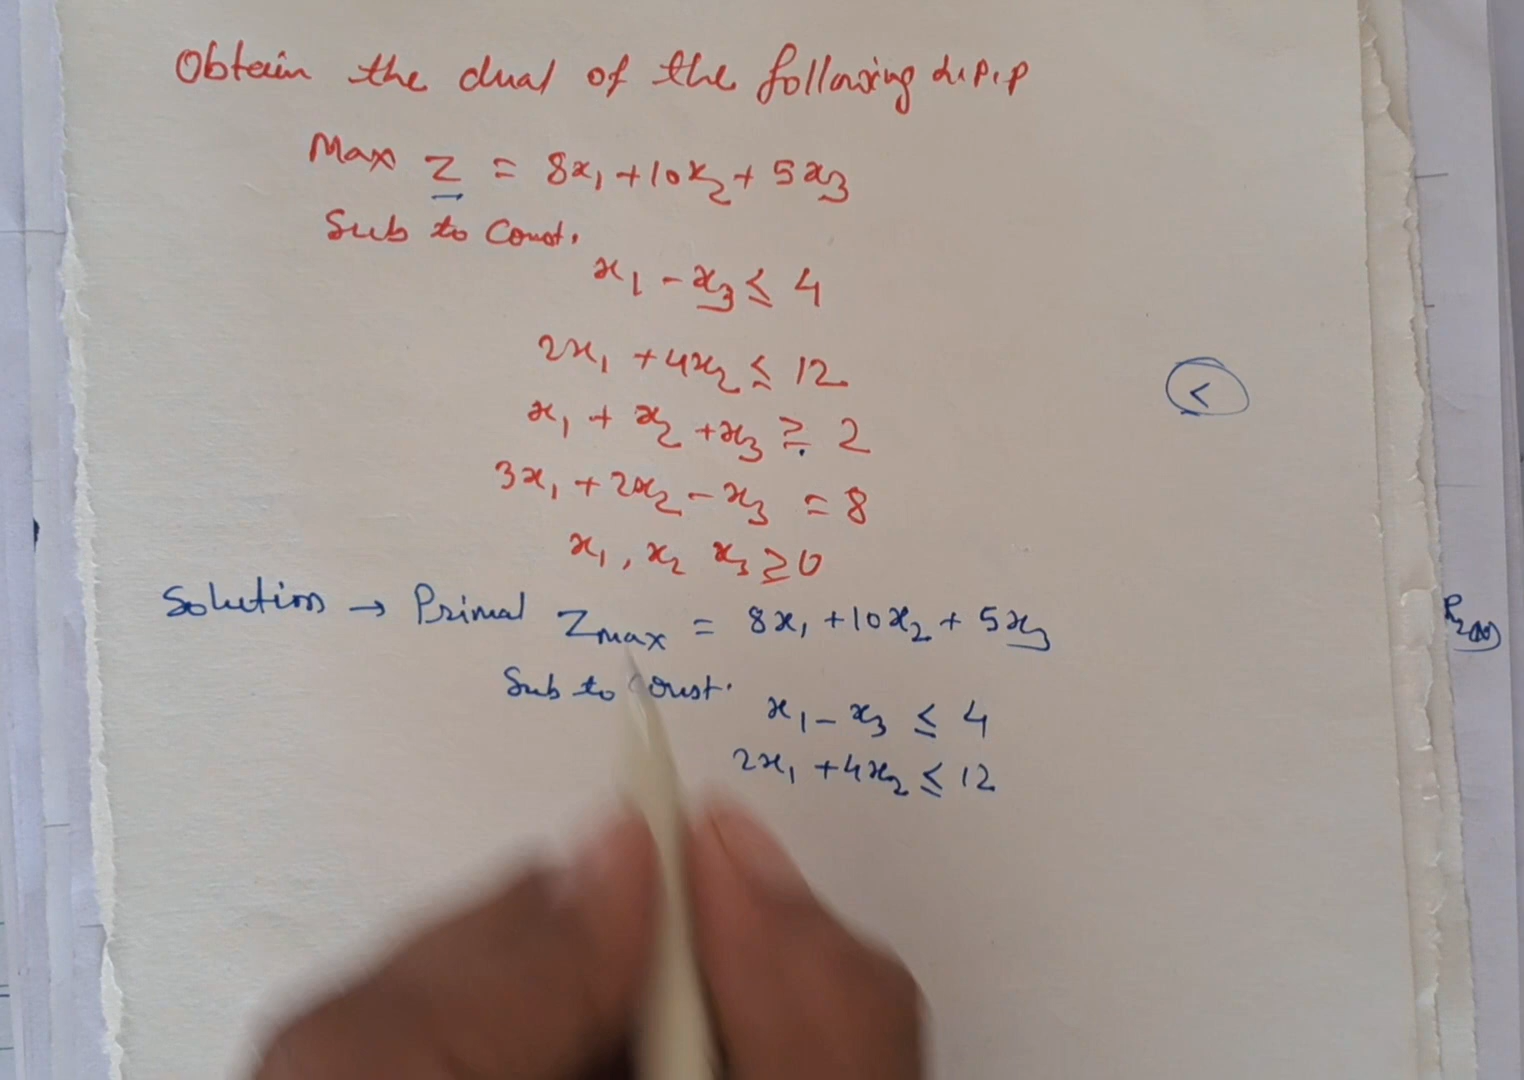 Obtain the dual of the following L.P.P
Max Z = 8x₁ + 10x₂ + 5x₃
Sub to Const.
x₁ - x₃ ≤ 4
2x₁ + 4x₂ ≤ 12
x₁ + x₂ + x₃ ≥ 2
3x₁ + 2x₂ - x₃ = 8
x₁, x₂ x₃ ≥ 0
≤
Solution → Primal Zmax = 8x₁ + 10x₂ + 5x₃
Sub to Const.
x₁ - x₃ ≤ 4
2x₁ + 4x₂ ≤ 12